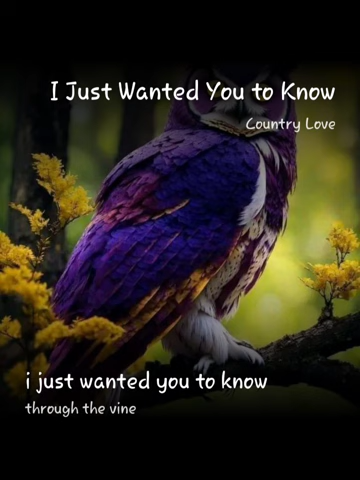 I Just Wanted You to Know
Country Love
i just wanted you to know
through the vine